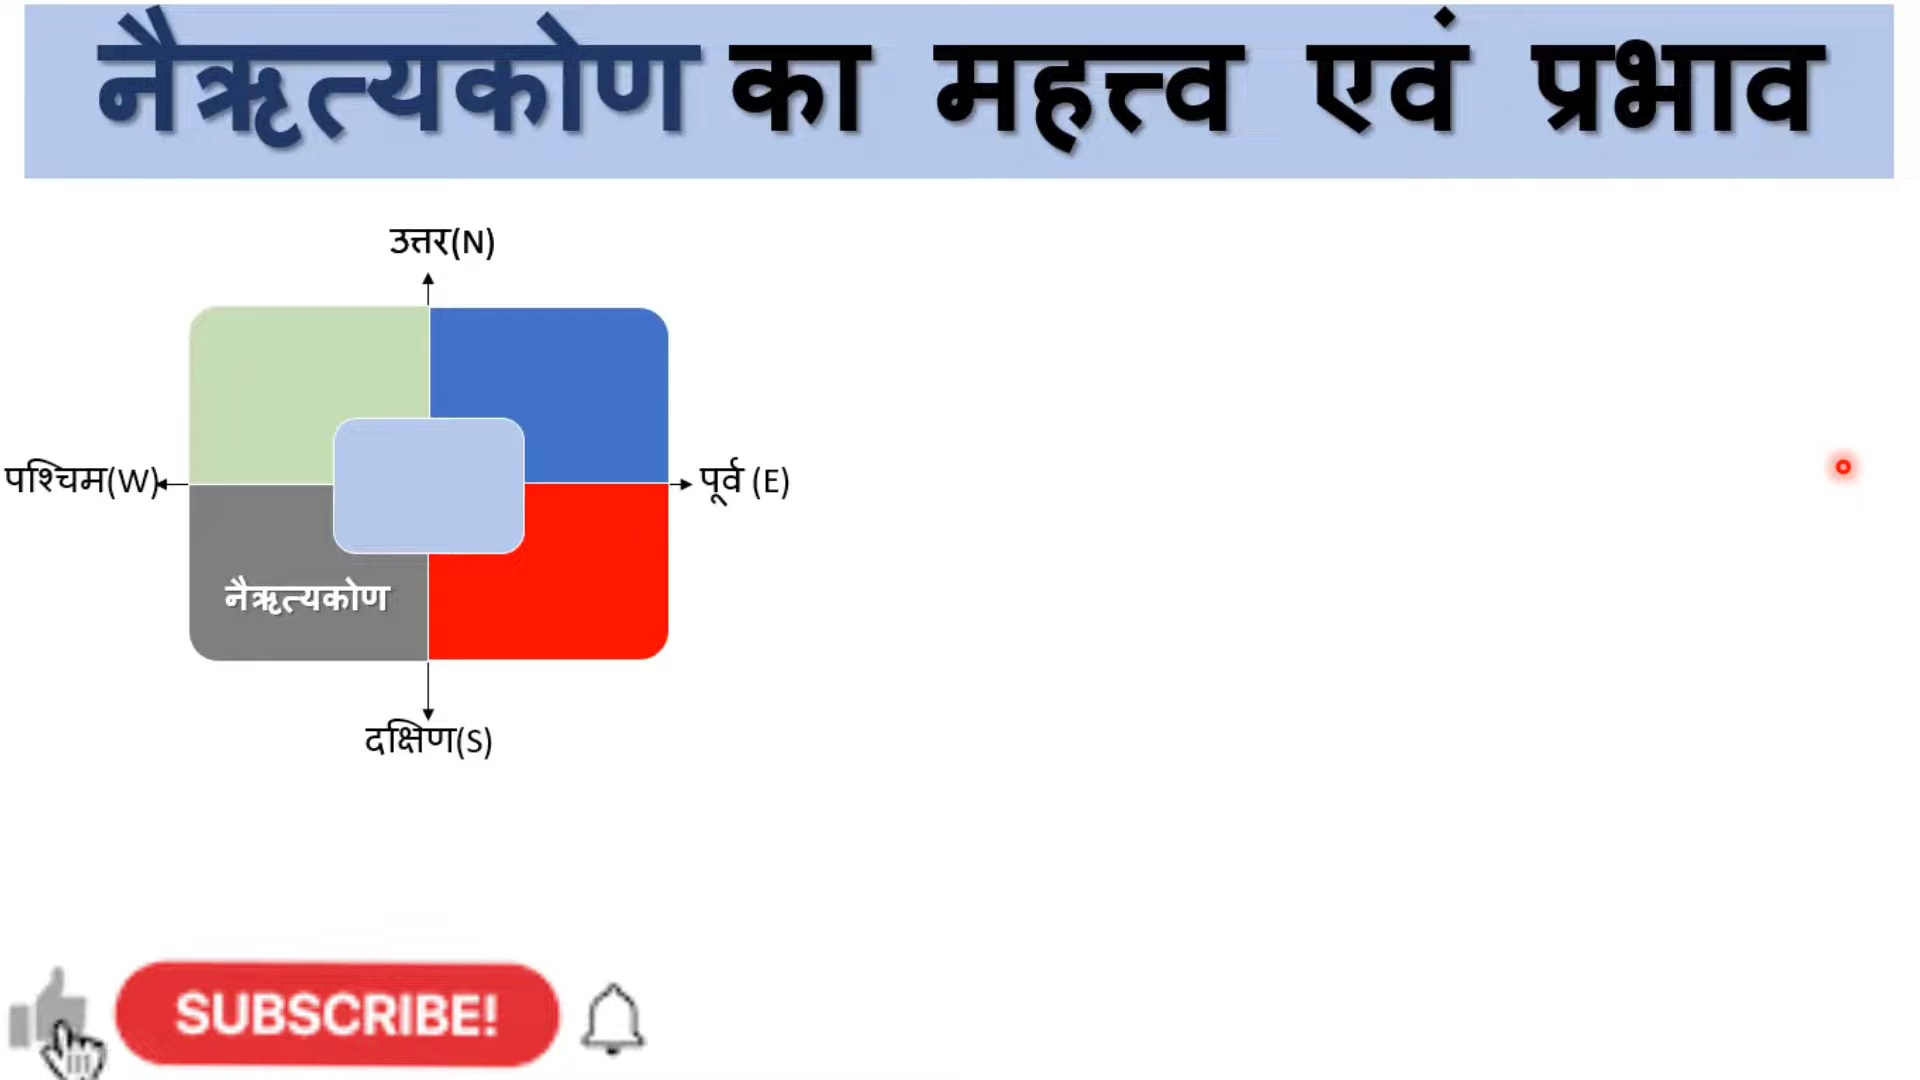 नैऋत्यकोण का महत्त्व एवं प्रभाव
उत्तर(N)
पश्चिम(W)
पूर्व (E)
नैऋत्यकोण
दक्षिण(S)
SUBSCRIBE!